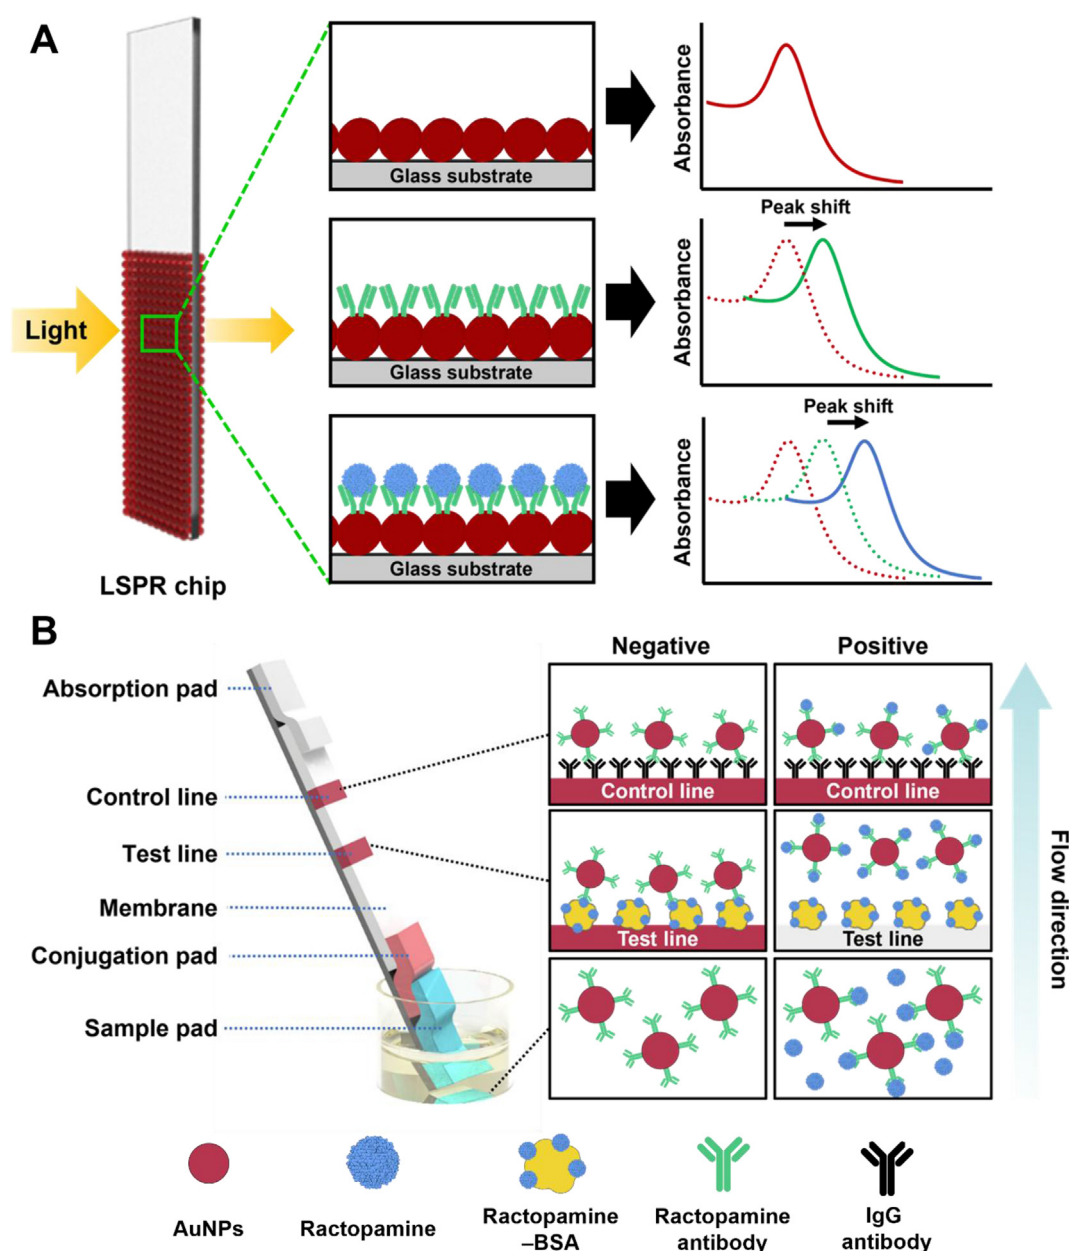 A
Light
LSPR chip
Glass substrate
Absorbance
Glass substrate
Peak shift
Absorbance
Glass substrate
Peak shift
Absorbance
B
Absorption pad
Control line
Test line
Membrane
Conjugation pad
Sample pad
Negative
Positive
Control line
Control line
Test line
Test line
Flow direction
AuNPs
Ractopamine
Ractopamine
–BSA
Ractopamine
antibody
IgG
antibody